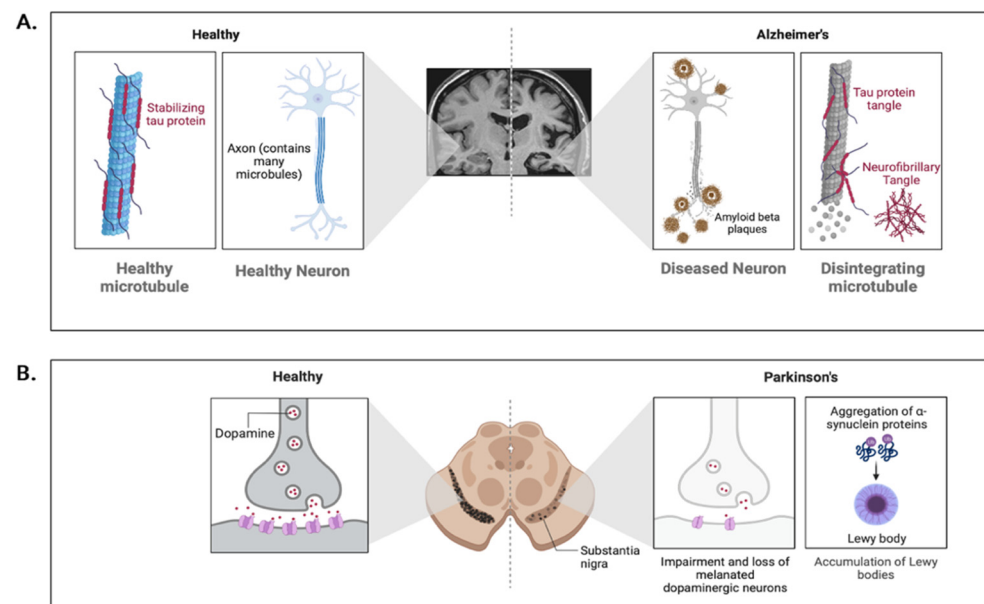 A.
Healthy
Alzheimer's
Stabilizing
tau protein
Axon (contains
many
microbules)
Amyloid beta
plaques
Tau protein
tangle
Neurofibrillary
Tangle
Healthy
microtubule
Healthy Neuron
Diseased Neuron
Disintegrating
microtubule
B.
Healthy
Parkinson's
Dopamine
Substantia
nigra
Aggregation of α-
synuclein proteins
Lewy body
Impairment and loss of
melanated
dopaminergic neurons
Accumulation of Lewy
bodies